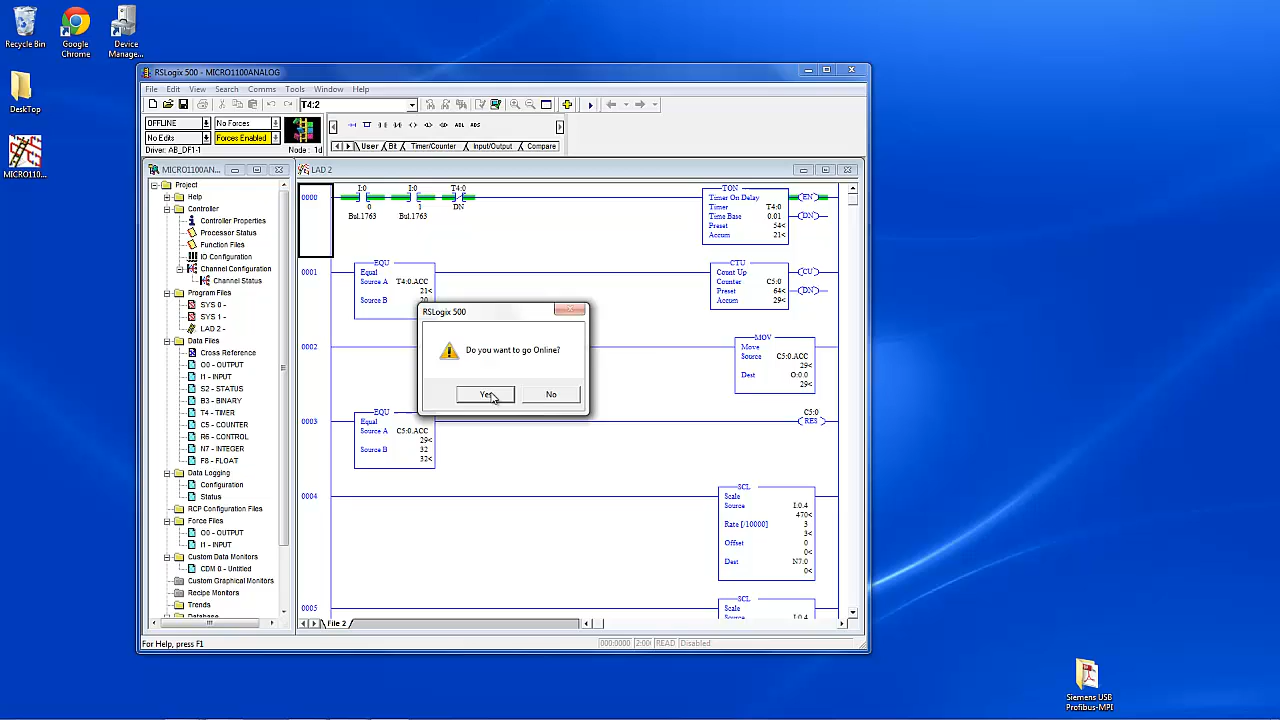 Recycle Bin
Google Chrome
Device Manage...
DeskTop
MICRO110...
RSLogix 500 - MICRO1100ANALOG
File Edit View Search Comms Tools Window Help
T4:2
OFFLINE
No Forces
No Edits
Forces Enabled
Driver: AB_DF1-1
Node : 1d
ABL ABS
User Bit Timer/Counter Input/Output Compare
MICRO1100AN...
Project
Help
Controller
Controller Properties
Processor Status
Function Files
IO Configuration
Channel Configuration
Channel Status
Program Files
SYS 0 -
SYS 1 -
LAD 2 -
Data Files
Cross Reference
O0 - OUTPUT
I1 - INPUT
S2 - STATUS
B3 - BINARY
T4 - TIMER
C5 - COUNTER
R6 - CONTROL
N7 - INTEGER
F8 - FLOAT
Data Logging
Configuration
Status
RCP Configuration Files
Force Files
O0 - OUTPUT
I1 - INPUT
Custom Data Monitors
CDM 0 - Untitled
Custom Graphical Monitors
Recipe Monitors
Trends
Database
LAD 2
0000
I:0
0
Bul.1763
I:0
1
Bul.1763
T4:0
DN
TON
Timer On Delay
Timer T4:0
Time Base 0.01
Preset 54<
Accum 21<
EN
DN
0001
EQU
Equal
Source A T4:0.ACC
21<
Source B 20
CTU
Count Up
Counter C5:0
Preset 64<
Accum 29<
CU
DN
0002
MOV
Move
Source C5:0.ACC
29<
Dest O:0.0
29<
0003
EQU
Equal
Source A C5:0.ACC
29<
Source B 32
32<
C5:0
RES
0004
SCL
Scale
Source I:0.4
470<
Rate [/10000] 3
3<
Offset 0
0<
Dest N7:0
0<
0005
SCL
Scale
Source I:0.4
File 2
RSLogix 500
Do you want to go Online?
Yes
No
For Help, press F1
000:0000 2:00 READ Disabled
Siemens USB
Profibus-MPI